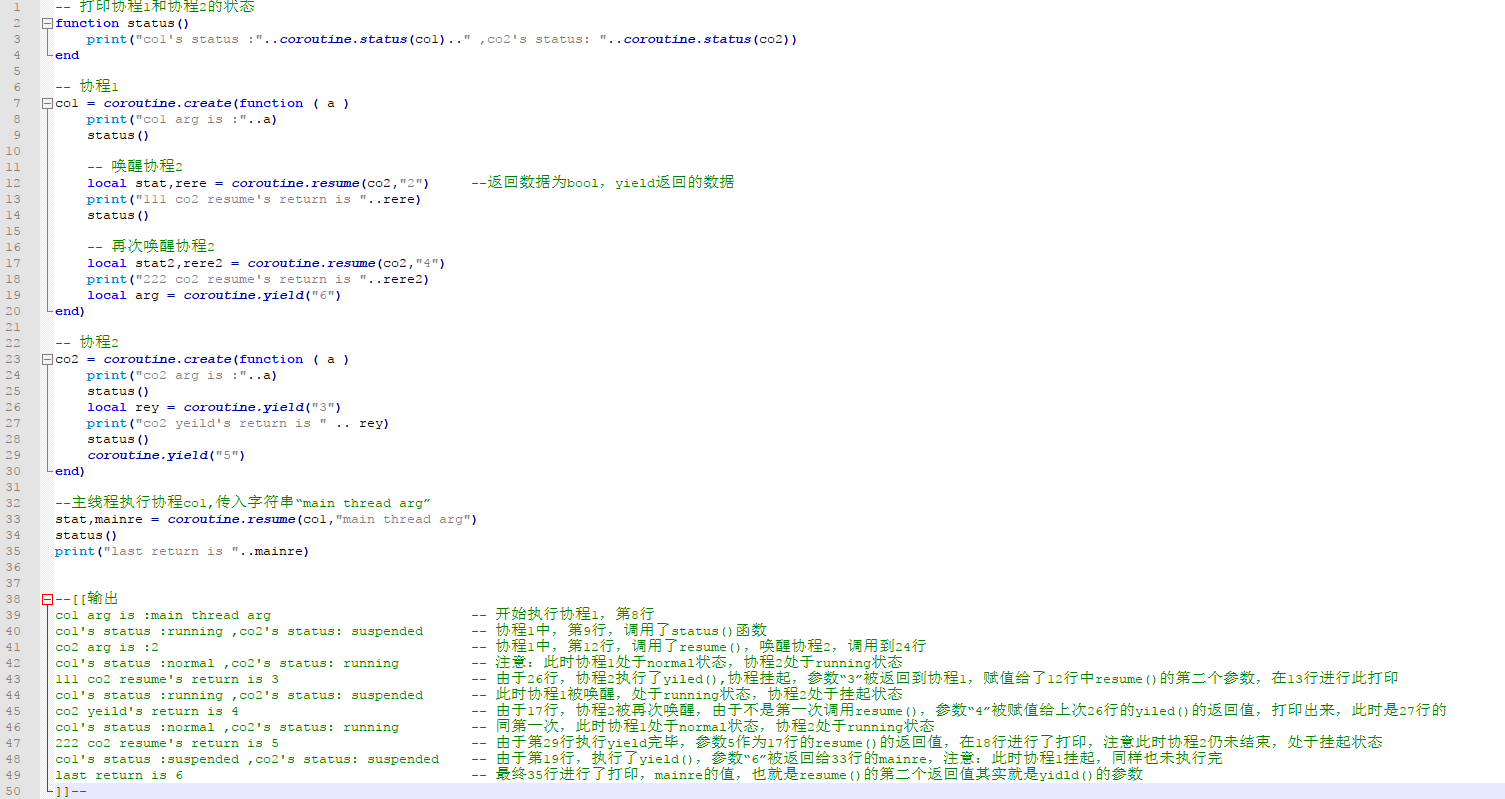 1 -- 打印协程1和协程2的状态
2 function status()
3 print("co1's status :"..coroutine.status(co1).." ,co2's status: "..coroutine.status(co2))
4 end
5
6 -- 协程1
7 co1 = coroutine.create(function ( a )
8 print("co1 arg is :"..a)
9 status()
10
11 -- 唤醒协程2
12 local stat,rere = coroutine.resume(co2,"2") --返回数据为bool，yield返回的数据
13 print("111 co2 resume's return is "..rere)
14 status()
15
16 -- 再次唤醒协程2
17 local stat2,rere2 = coroutine.resume(co2,"4")
18 print("222 co2 resume's return is "..rere2)
19 local arg = coroutine.yield("6")
20 end)
21
22 -- 协程2
23 co2 = coroutine.create(function ( a )
24 print("co2 arg is :"..a)
25 status()
26 local rey = coroutine.yield("3")
27 print("co2 yeild's return is " .. rey)
28 status()
29 coroutine.yield("5")
30 end)
31
32 --主线程执行协程co1,传入字符串“main thread arg”
33 stat,mainre = coroutine.resume(co1,"main thread arg")
34 status()
35 print("last return is "..mainre)
36
37
38 --[[输出
39 co1 arg is :main thread arg -- 开始执行协程1，第8行
40 co1's status :running ,co2's status: suspended -- 协程1中，第9行，调用了status()函数
41 co2 arg is :2 -- 协程1中，第12行，调用了resume()，唤醒协程2，调用到24行
42 co1's status :normal ,co2's status: running -- 注意：此时协程1处于normal状态，协程2处于running状态
43 111 co2 resume's return is 3 -- 由于26行，协程2执行了yiled(),协程挂起，参数“3”被返回到协程1，赋值给了12行中resume()的第二个参数，在13行进行此打印
44 co1's status :running ,co2's status: suspended -- 此时协程1被唤醒，处于running状态，协程2处于挂起状态
45 co2 yeild's return is 4 -- 由于17行，协程2被再次唤醒，由于不是第一次调用resume()，参数“4”被赋值给上次26行的yiled()的返回值，打印出来，此时是27行的
46 co1's status :normal ,co2's status: running -- 同第一次，此时协程1处于normal状态，协程2处于running状态
47 222 co2 resume's return is 5 -- 由于第29行执行yield完毕，参数5作为17行的resume()的返回值，在18行进行了打印，注意此时协程2仍未结束，处于挂起状态
48 co1's status :suspended ,co2's status: suspended -- 由于第19行，执行了yield()，参数“6”被返回给33行的mainre，注意：此时协程1挂起，同样也未执行完
49 last return is 6 -- 最终35行进行了打印，mainre的值，也就是resume()的第二个返回值其实就是yidld()的参数
50 ]]--